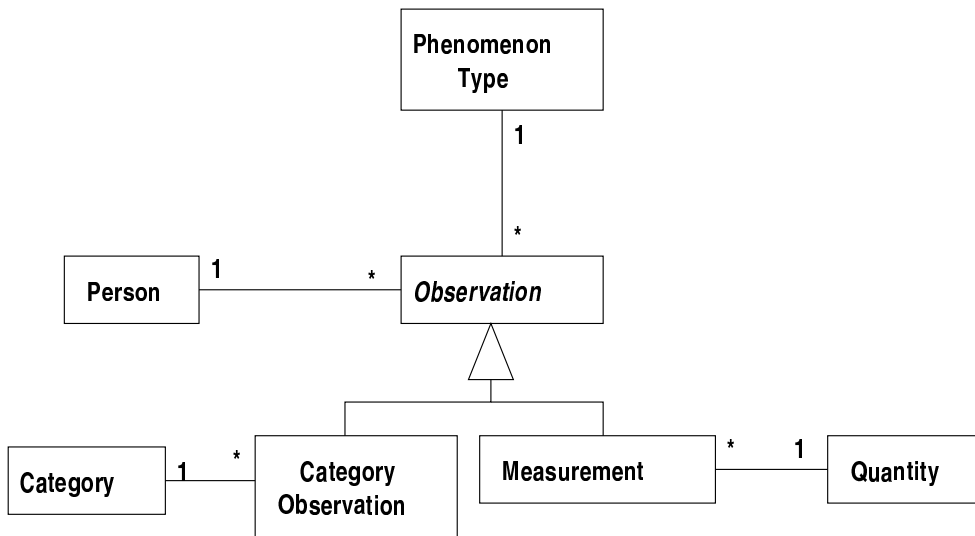 Phenomenon
Type
1
*
Person
1
*
Observation
Category
1
*
Category
Observation
Measurement
*
1
Quantity